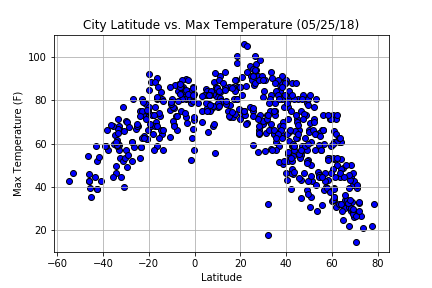 City Latitude vs. Max Temperature (05/25/18)
100
80
60
40
20
Max Temperature (F)
−60 −40 −20 0 20 40 60 80
Latitude